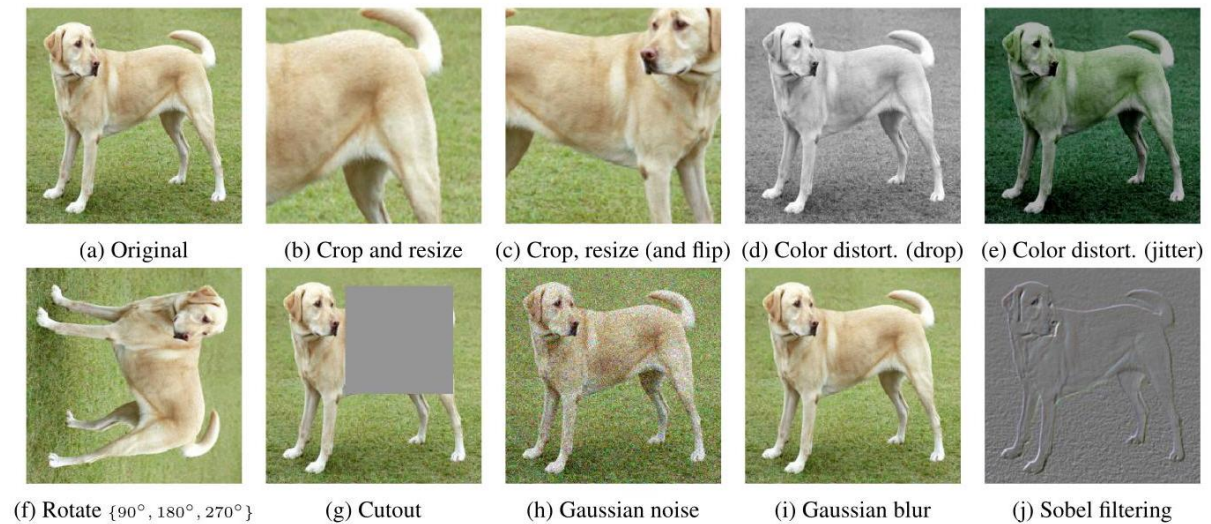 (a) Original
(b) Crop and resize
(c) Crop, resize (and flip)
(d) Color distort. (drop)
(e) Color distort. (jitter)
(f) Rotate {90°, 180°, 270°}
(g) Cutout
(h) Gaussian noise
(i) Gaussian blur
(j) Sobel filtering